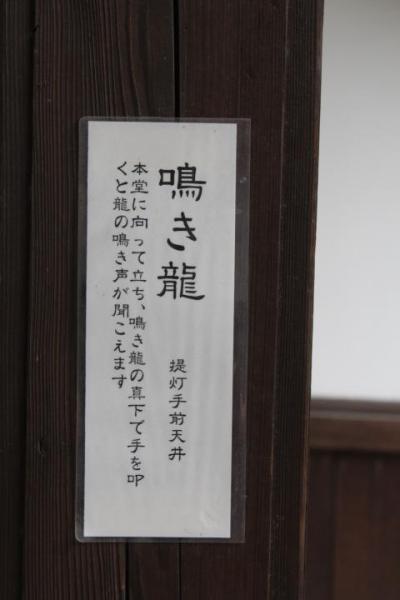 鳴き龍
提灯手前天井
本堂に向って立ち、鳴き龍の真下で手を叩
くと龍の鳴き声が聞こえます